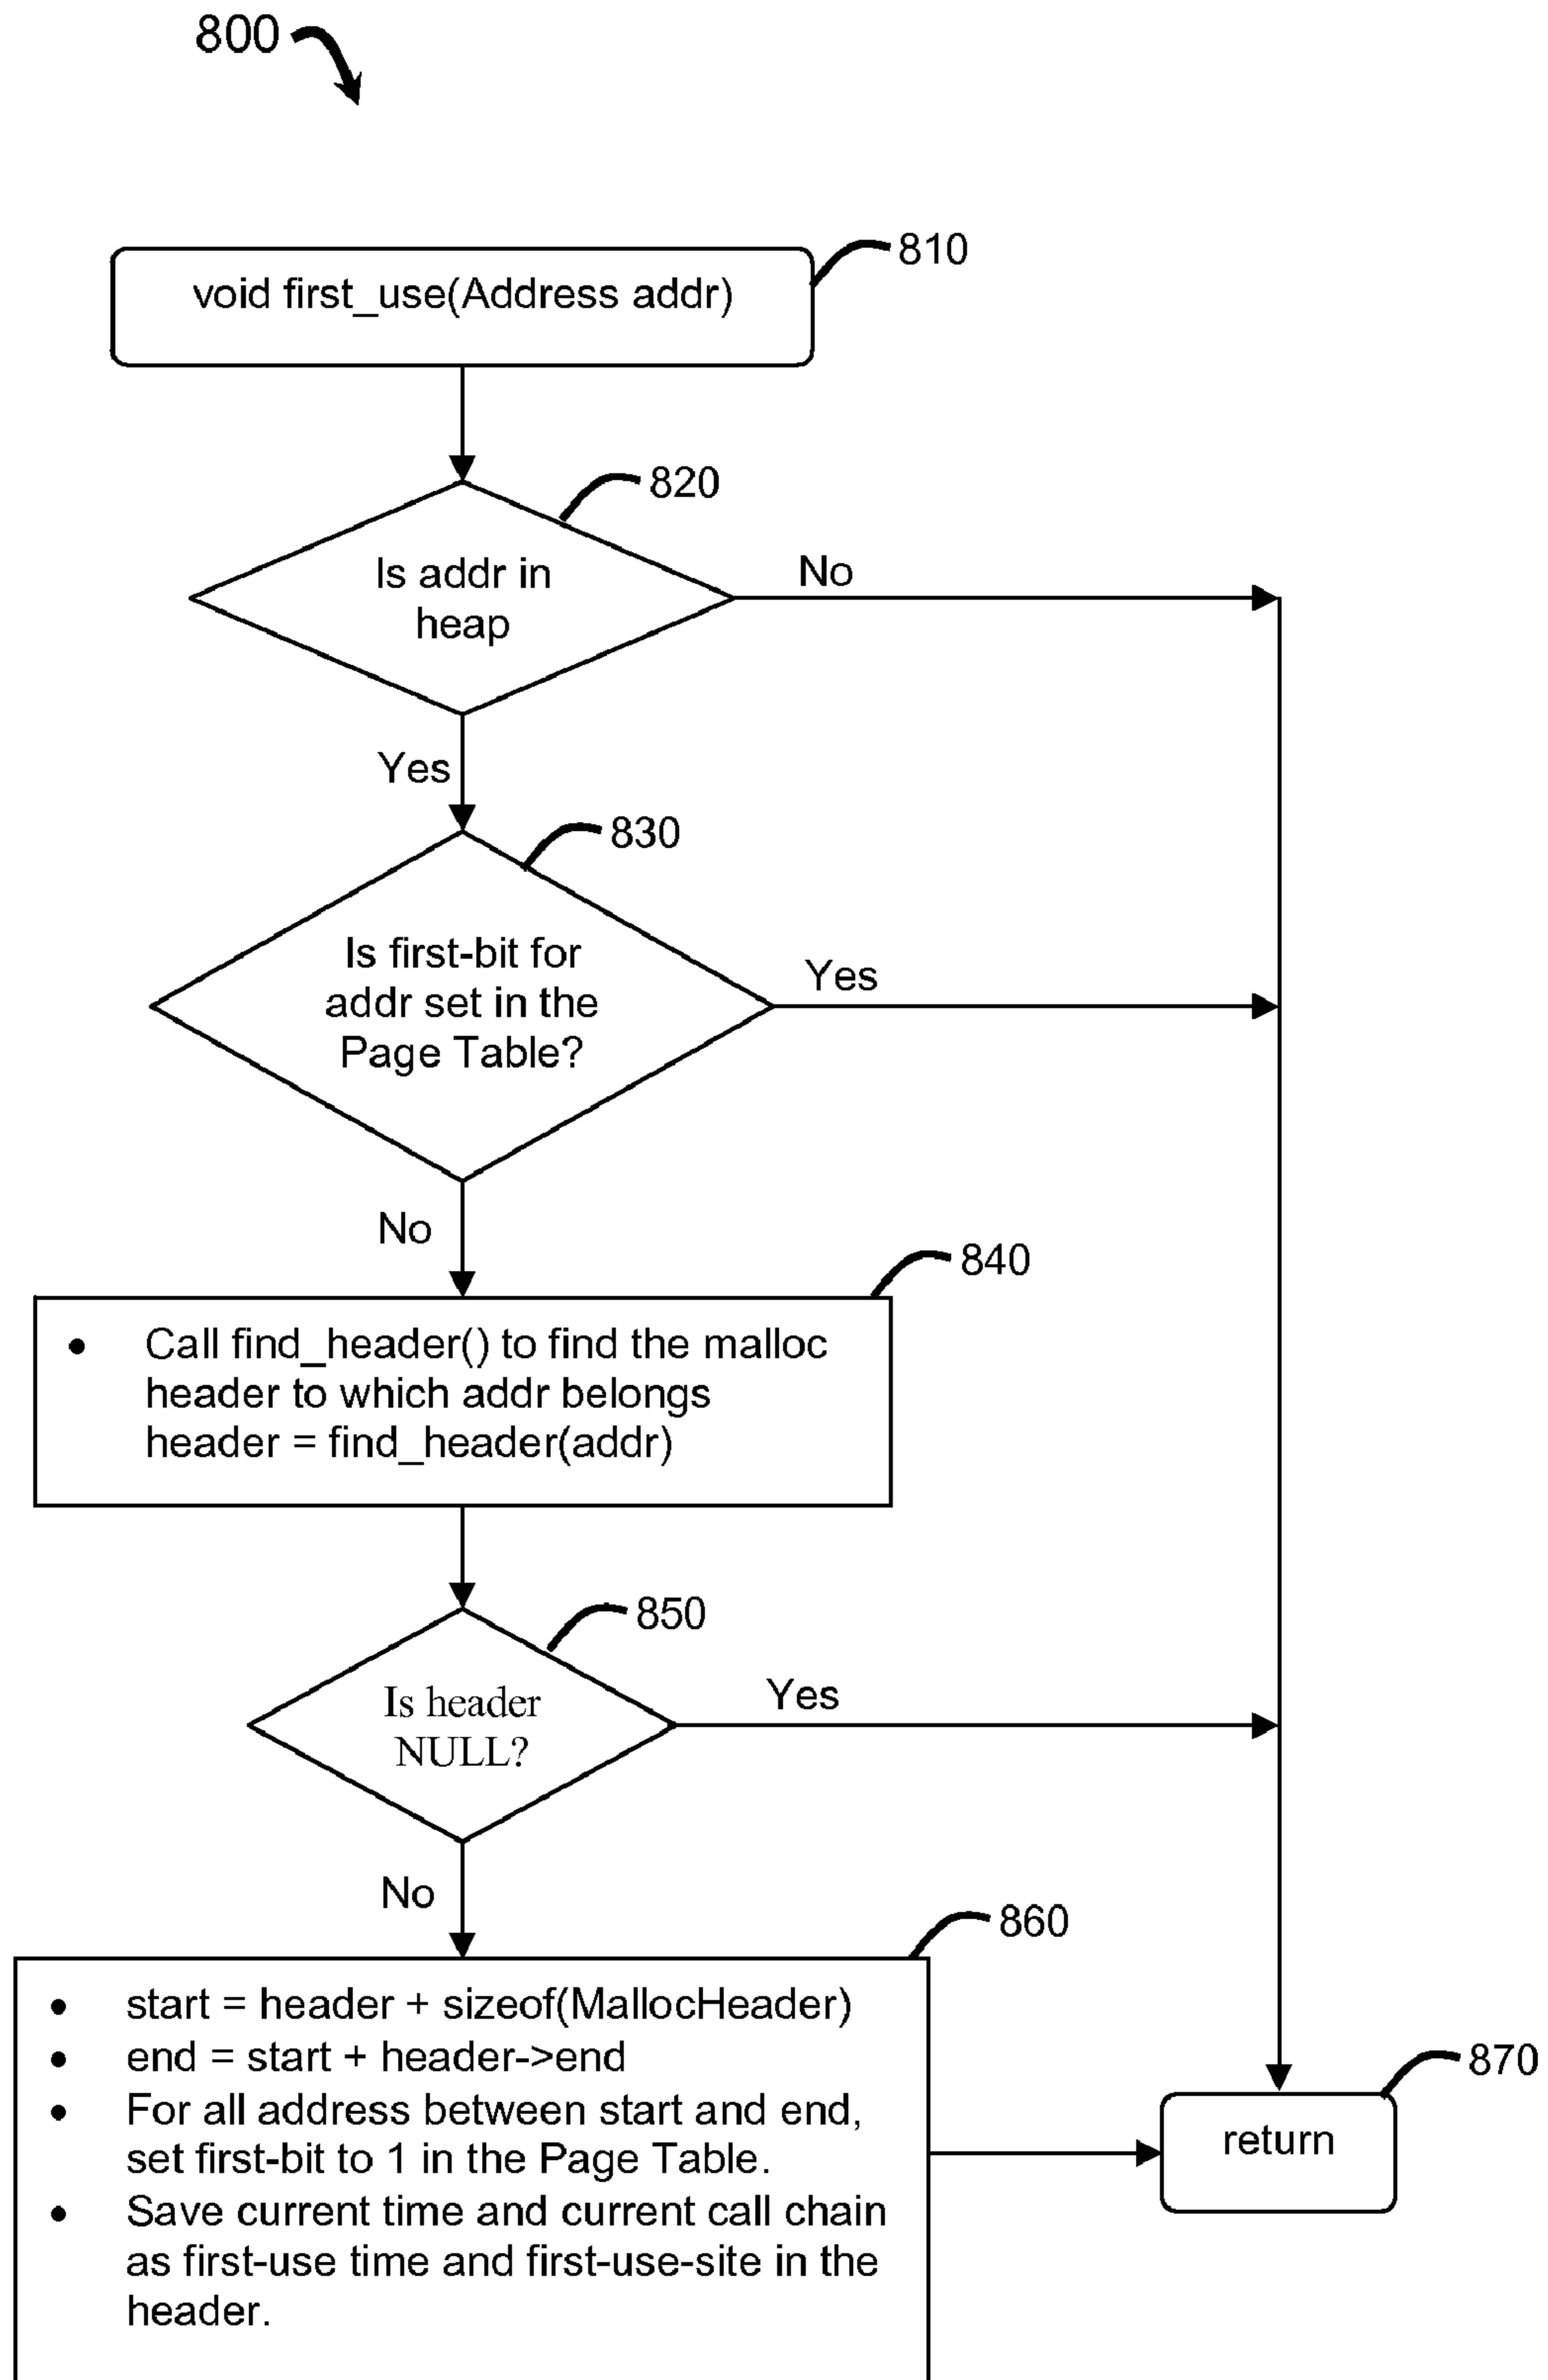 800
810
void first_use(Address addr)
820
Is addr in
heap
No
Yes
830
Is first-bit for
addr set in the
Page Table?
Yes
No
840
• Call find_header() to find the malloc
header to which addr belongs
header = find_header(addr)
850
Is header
NULL?
Yes
No
860
• start = header + sizeof(MallocHeader)
• end = start + header->end
• For all address between start and end,
set first-bit to 1 in the Page Table.
• Save current time and current call chain
as first-use time and first-use-site in the
header.
870
return